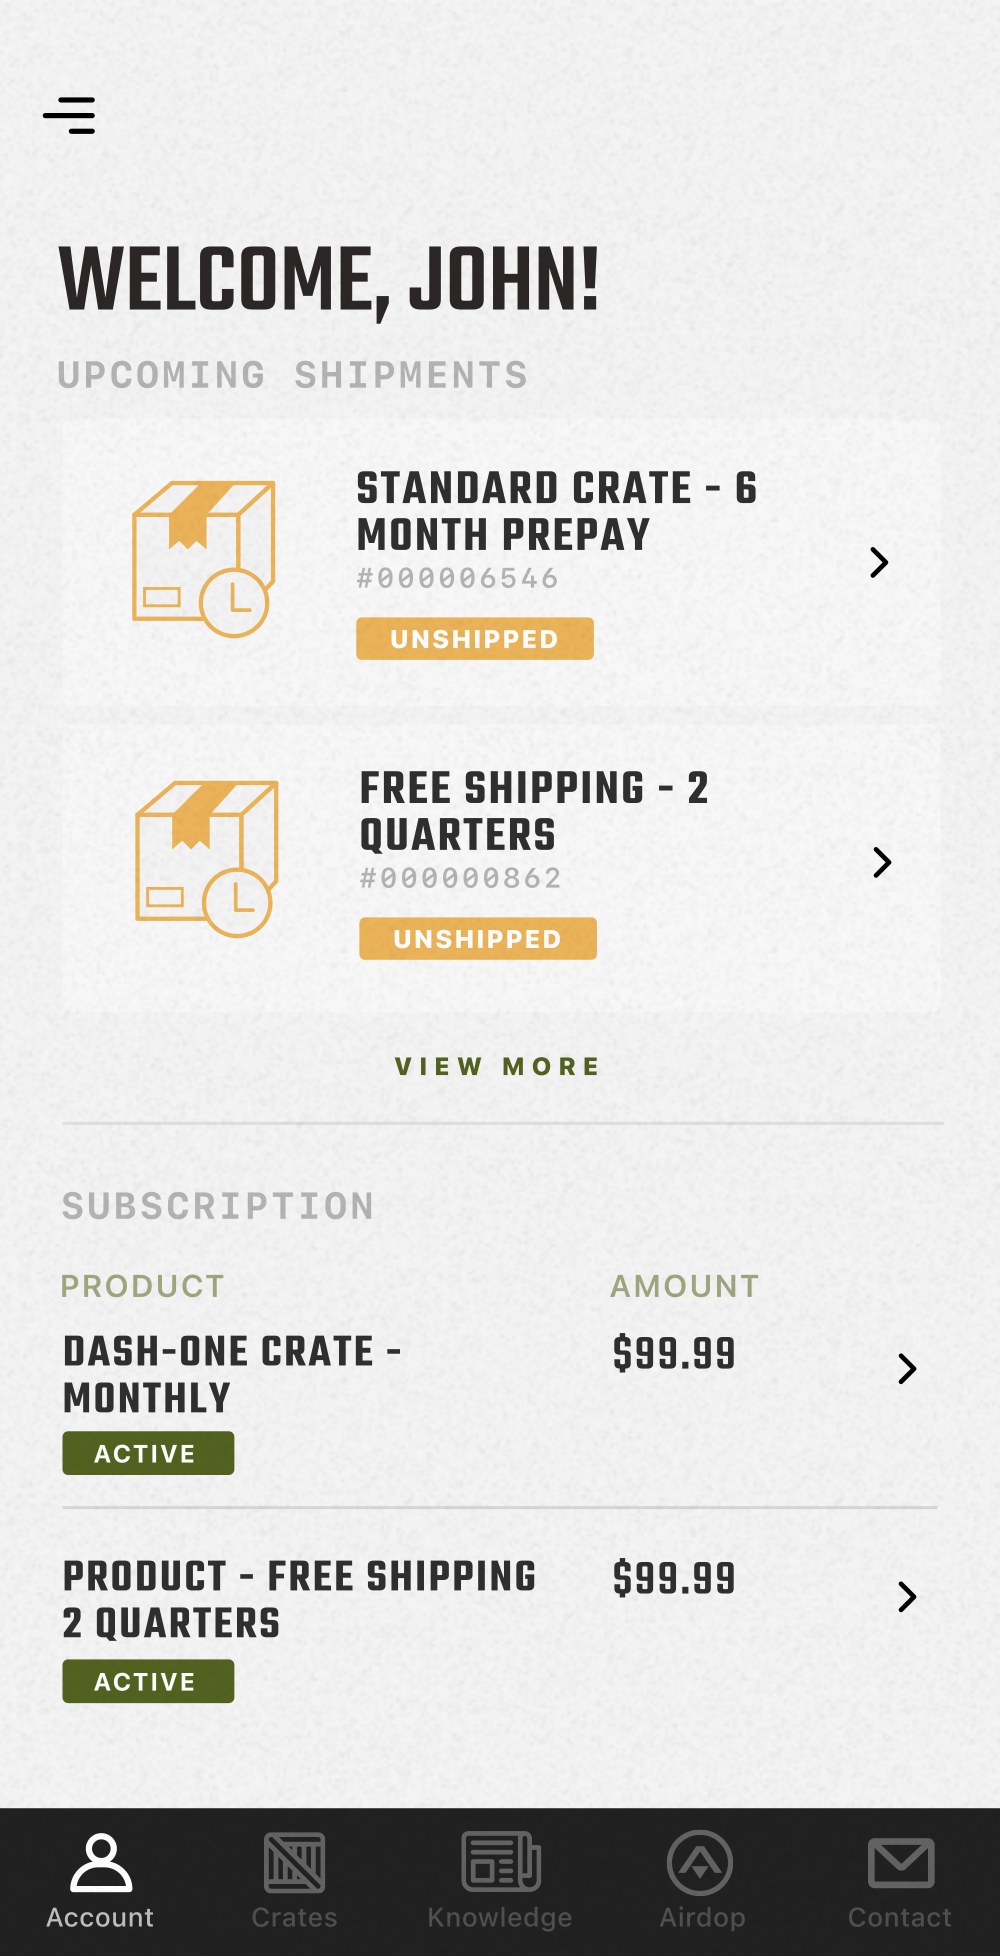 WELCOME, JOHN!
UPCOMING SHIPMENTS
STANDARD CRATE - 6
MONTH PREPAY
#000006546
UNSHIPPED
FREE SHIPPING - 2
QUARTERS
#000000862
UNSHIPPED
VIEW MORE
SUBSCRIPTION
PRODUCT AMOUNT
DASH-ONE CRATE - $99.99
MONTHLY
ACTIVE
PRODUCT - FREE SHIPPING $99.99
2 QUARTERS
ACTIVE
Account Crates Knowledge Airdop Contact